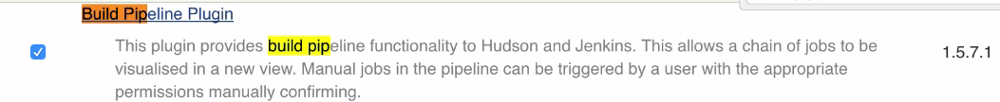 Build Pipeline Plugin
This plugin provides build pipeline functionality to Hudson and Jenkins. This allows a chain of jobs to be
1.5.7.1
visualised in a new view. Manual jobs in the pipeline can be triggered by a user with the appropriate
permissions manually confirming.